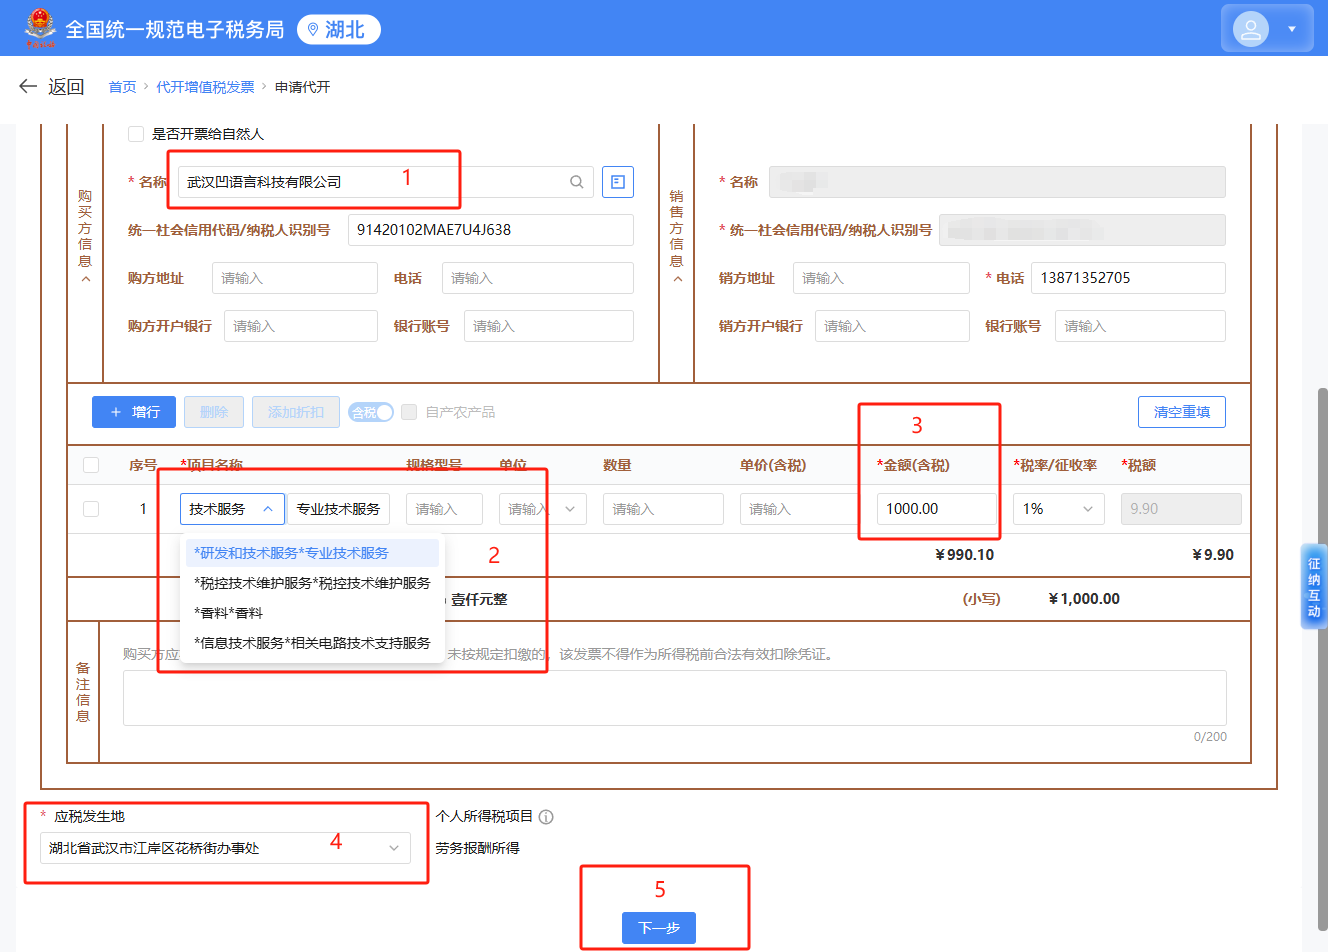 全国统一规范电子税务局 湖北
返回 首页 > 代开增值税发票 > 申请代开
是否开票给自然人
购买方信息
* 名称 武汉凹语言科技有限公司 1
统一社会信用代码/纳税人识别号 91420102MAE7U4J638
购方地址 请输入 电话 请输入
购方开户银行 请输入 银行账号 请输入
销售方信息
* 名称
* 统一社会信用代码/纳税人识别号
销方地址 请输入 * 电话 13871352705
销方开户银行 请输入 银行账号 请输入
+ 增行 删除 添加折扣 含税 自产农产品 3 清空重填
序号 *项目名称 规格型号 单位 数量 单价(含税) *金额(含税) *税率/征收率 *税额
1 技术服务 专业技术服务 请输入 请输入 请输入 请输入 1000.00 1% 9.90
*研发和技术服务*专业技术服务 2 ¥990.10 ¥9.90
*税控技术维护服务*税控技术维护服务
壹仟元整 (小写) ¥1,000.00
*香料*香料
*信息技术服务*相关电路技术支持服务
购买方应 未按规定扣缴的，该发票不得作为所得税前合法有效扣除凭证。
备注信息
0/200
征纳互动
* 应税发生地 个人所得税项目
湖北省武汉市江岸区花桥街办事处 4 劳务报酬所得
5
下一步